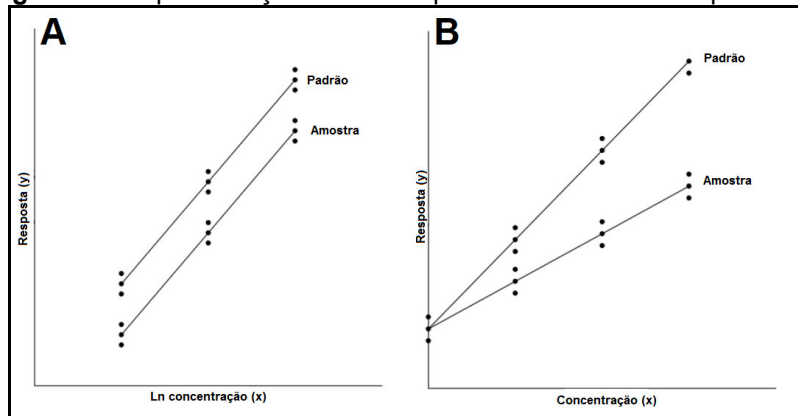 A
Padrão
Amostra
Resposta (y)
Ln concentração (x)
B
Padrão
Amostra
Resposta (y)
Concentração (x)